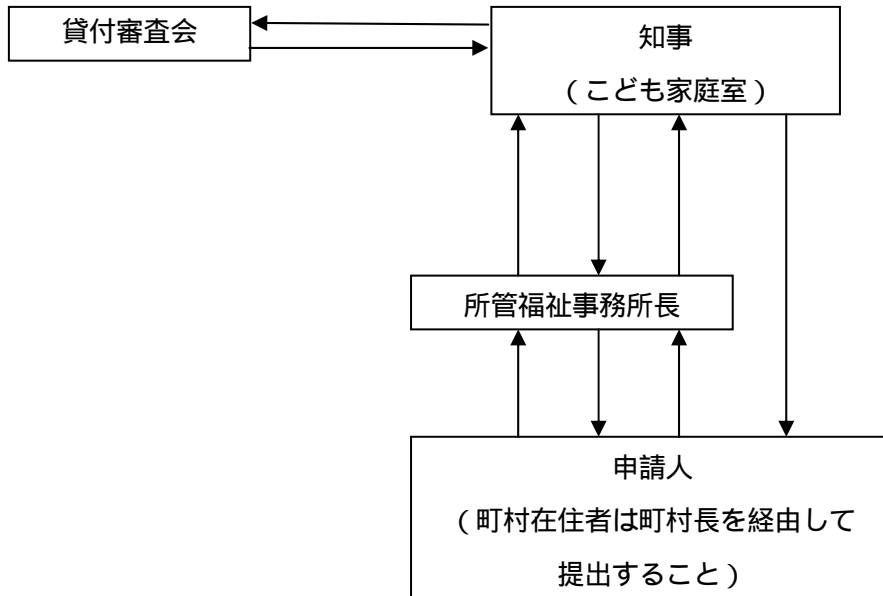 貸付審査会
知事
（こども家庭室）
所管福祉事務所長
申請人
（町村在住者は町村長を経由して
提出すること）